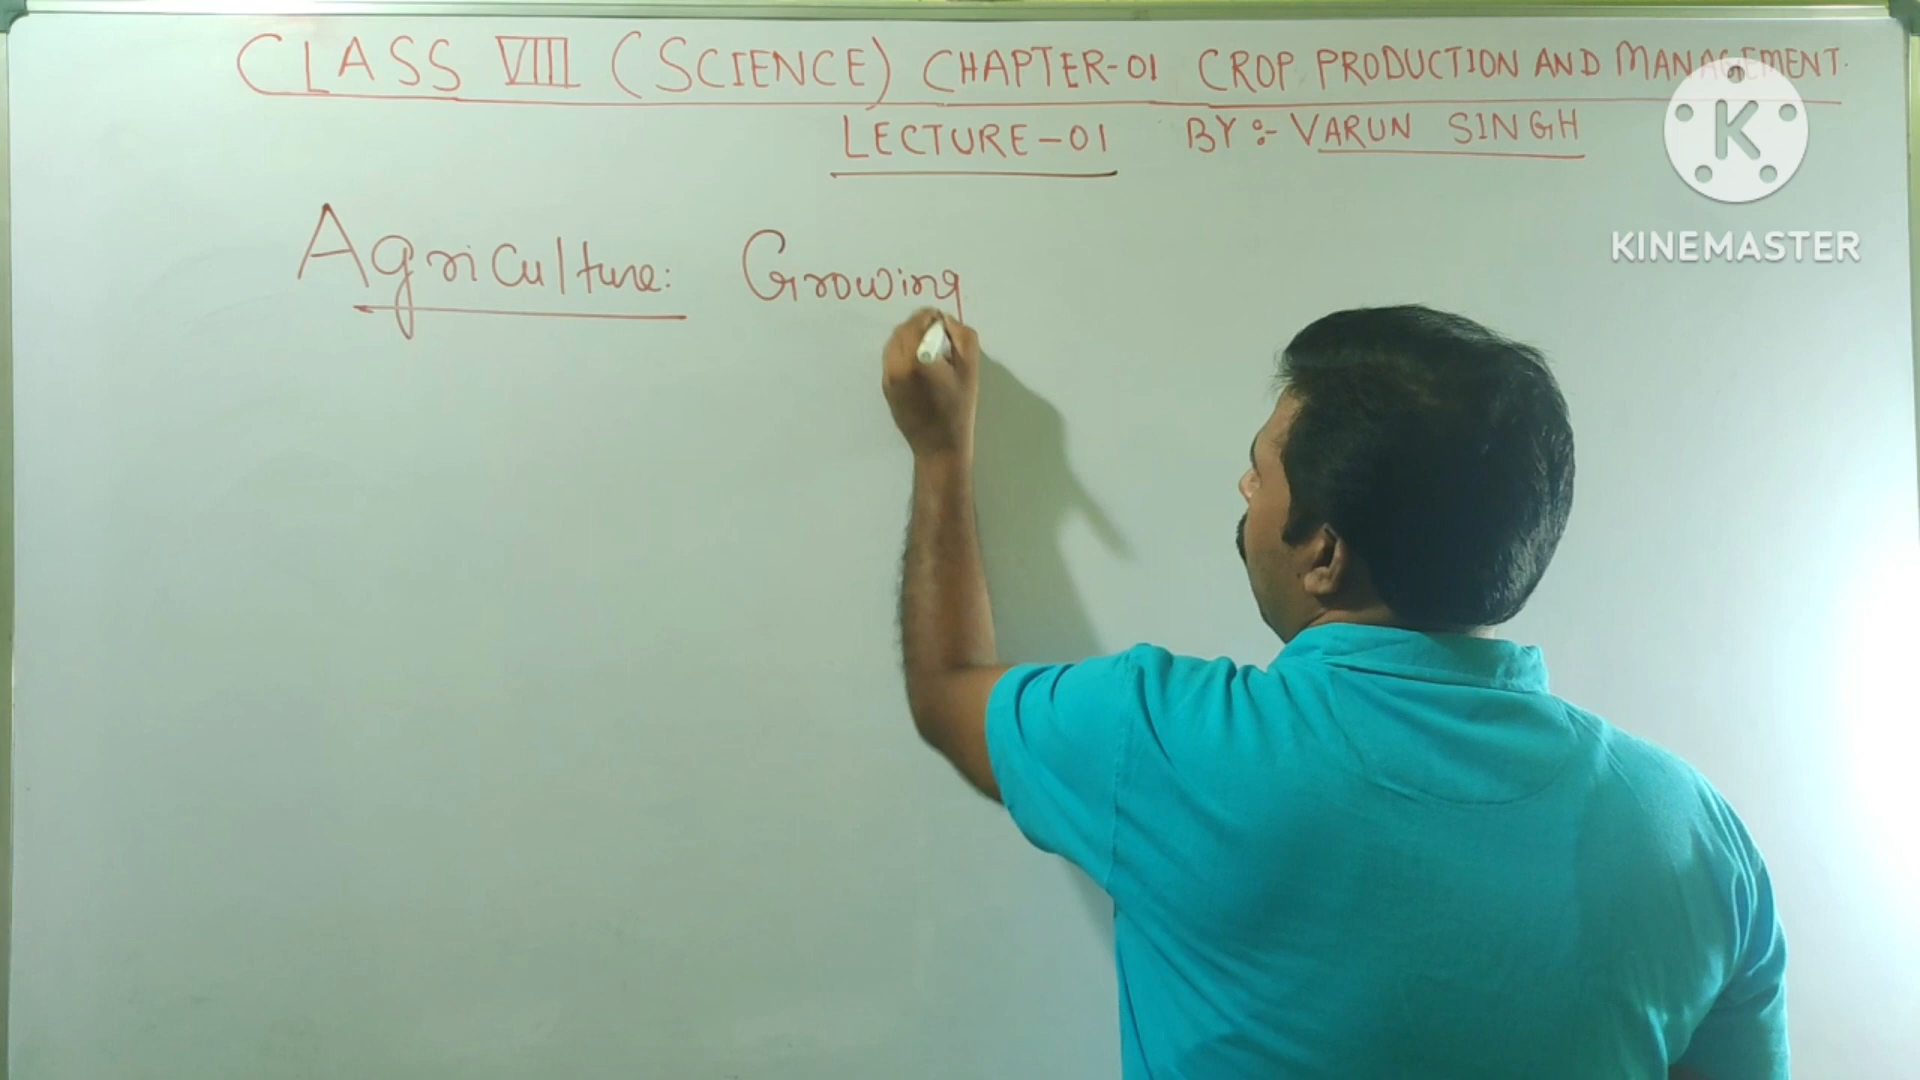 CLASS VIII (SCIENCE) CHAPTER-01 CROP PRODUCTION AND MANAGEMENT.
LECTURE-01 BY :- VARUN SINGH
K
KINEMASTER
Agriculture: Growing